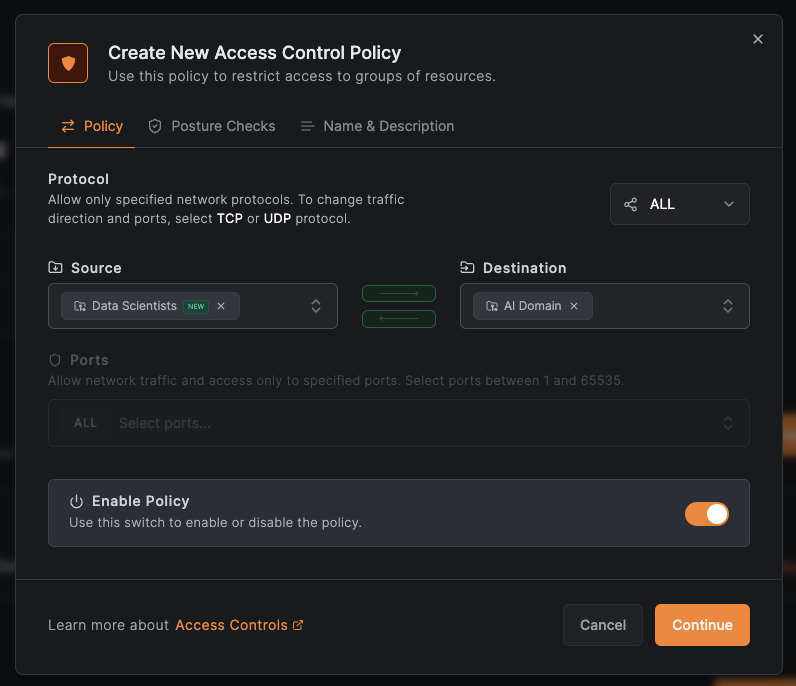 Create New Access Control Policy
Use this policy to restrict access to groups of resources.
Policy
Posture Checks
Name & Description
Protocol
Allow only specified network protocols. To change traffic
direction and ports, select TCP or UDP protocol.
ALL
Source
Destination
Data Scientists NEW
AI Domain
Ports
Allow network traffic and access only to specified ports. Select ports between 1 and 65535.
ALL Select ports...
Enable Policy
Use this switch to enable or disable the policy.
Learn more about Access Controls
Cancel
Continue